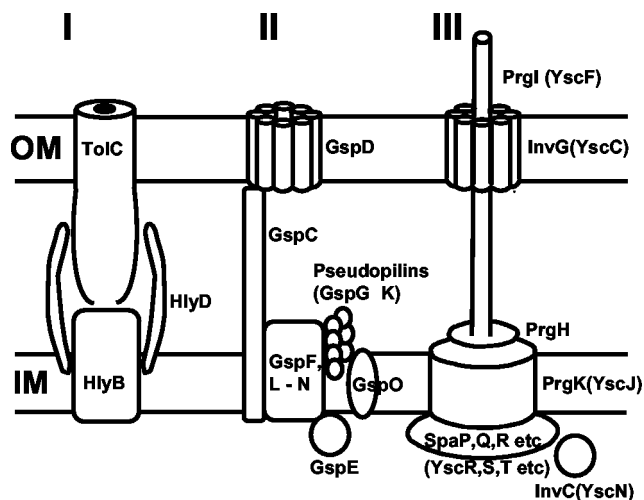 I II III
PrgI (YscF)
OM
TolC
GspD
InvG(YscC)
GspC
Pseudopilins
(GspG K)
HlyD
PrgH
IM
HlyB
GspF,
L - N
GspO
PrgK(YscJ)
SpaP,Q,R etc
(YscR,S,T etc)
GspE
InvC(YscN)